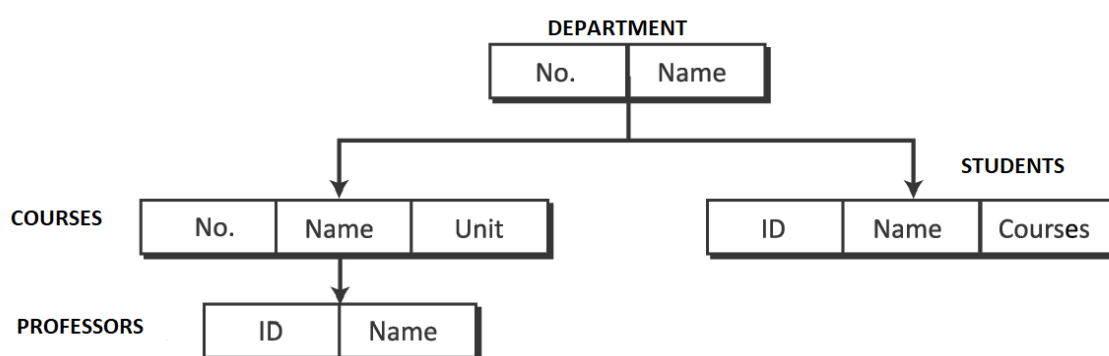 DEPARTMENT
No. Name
STUDENTS
COURSES No. Name Unit ID Name Courses
PROFESSORS ID Name